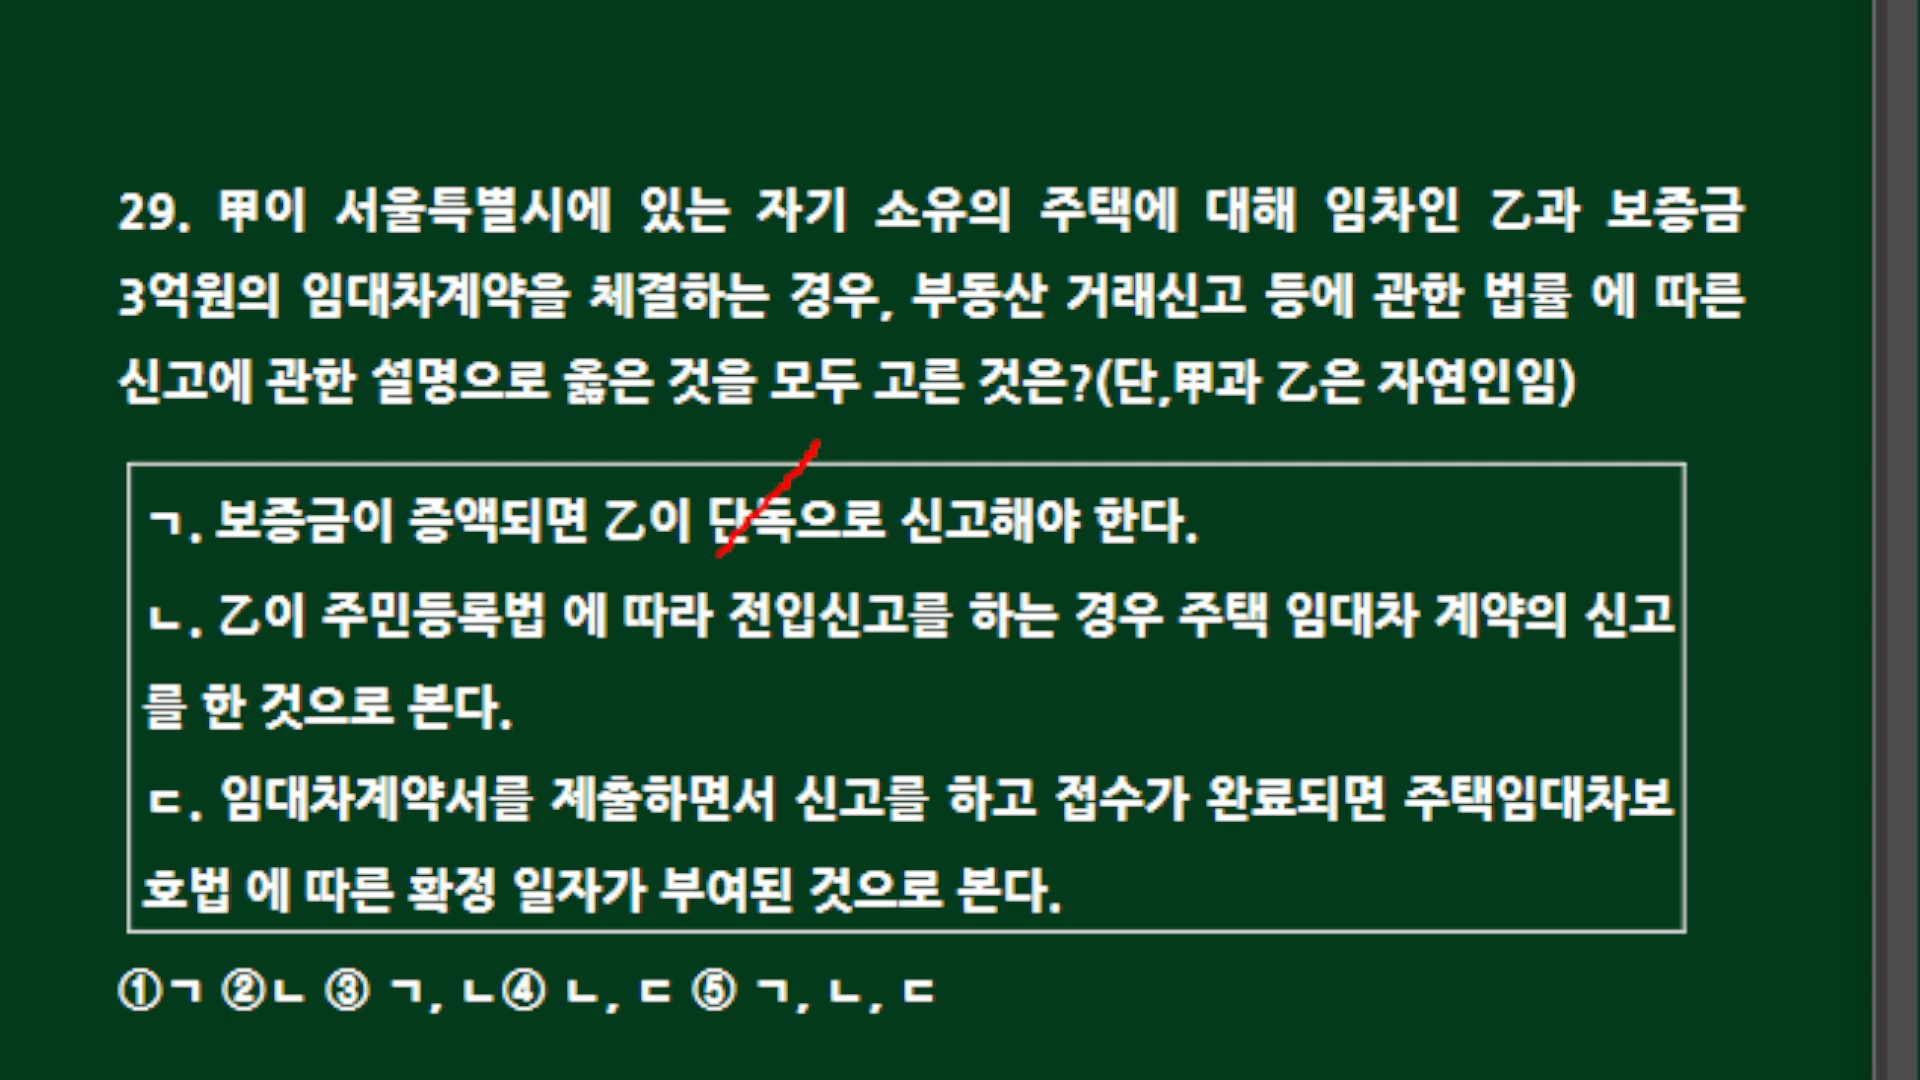 29. 甲이 서울특별시에 있는 자기 소유의 주택에 대해 임차인 乙과 보증금
3억원의 임대차계약을 체결하는 경우, 부동산 거래신고 등에 관한 법률 에 따른
신고에 관한 설명으로 옳은 것을 모두 고른 것은?(단,甲과 乙은 자연인임)
ㄱ. 보증금이 증액되면 乙이 단독으로 신고해야 한다.
ㄴ. 乙이 주민등록법 에 따라 전입신고를 하는 경우 주택 임대차 계약의 신고
를 한 것으로 본다.
ㄷ. 임대차계약서를 제출하면서 신고를 하고 접수가 완료되면 주택임대차보
호법 에 따른 확정 일자가 부여된 것으로 본다.
①ㄱ ②ㄴ ③ ㄱ, ㄴ④ ㄴ, ㄷ ⑤ ㄱ, ㄴ, ㄷ